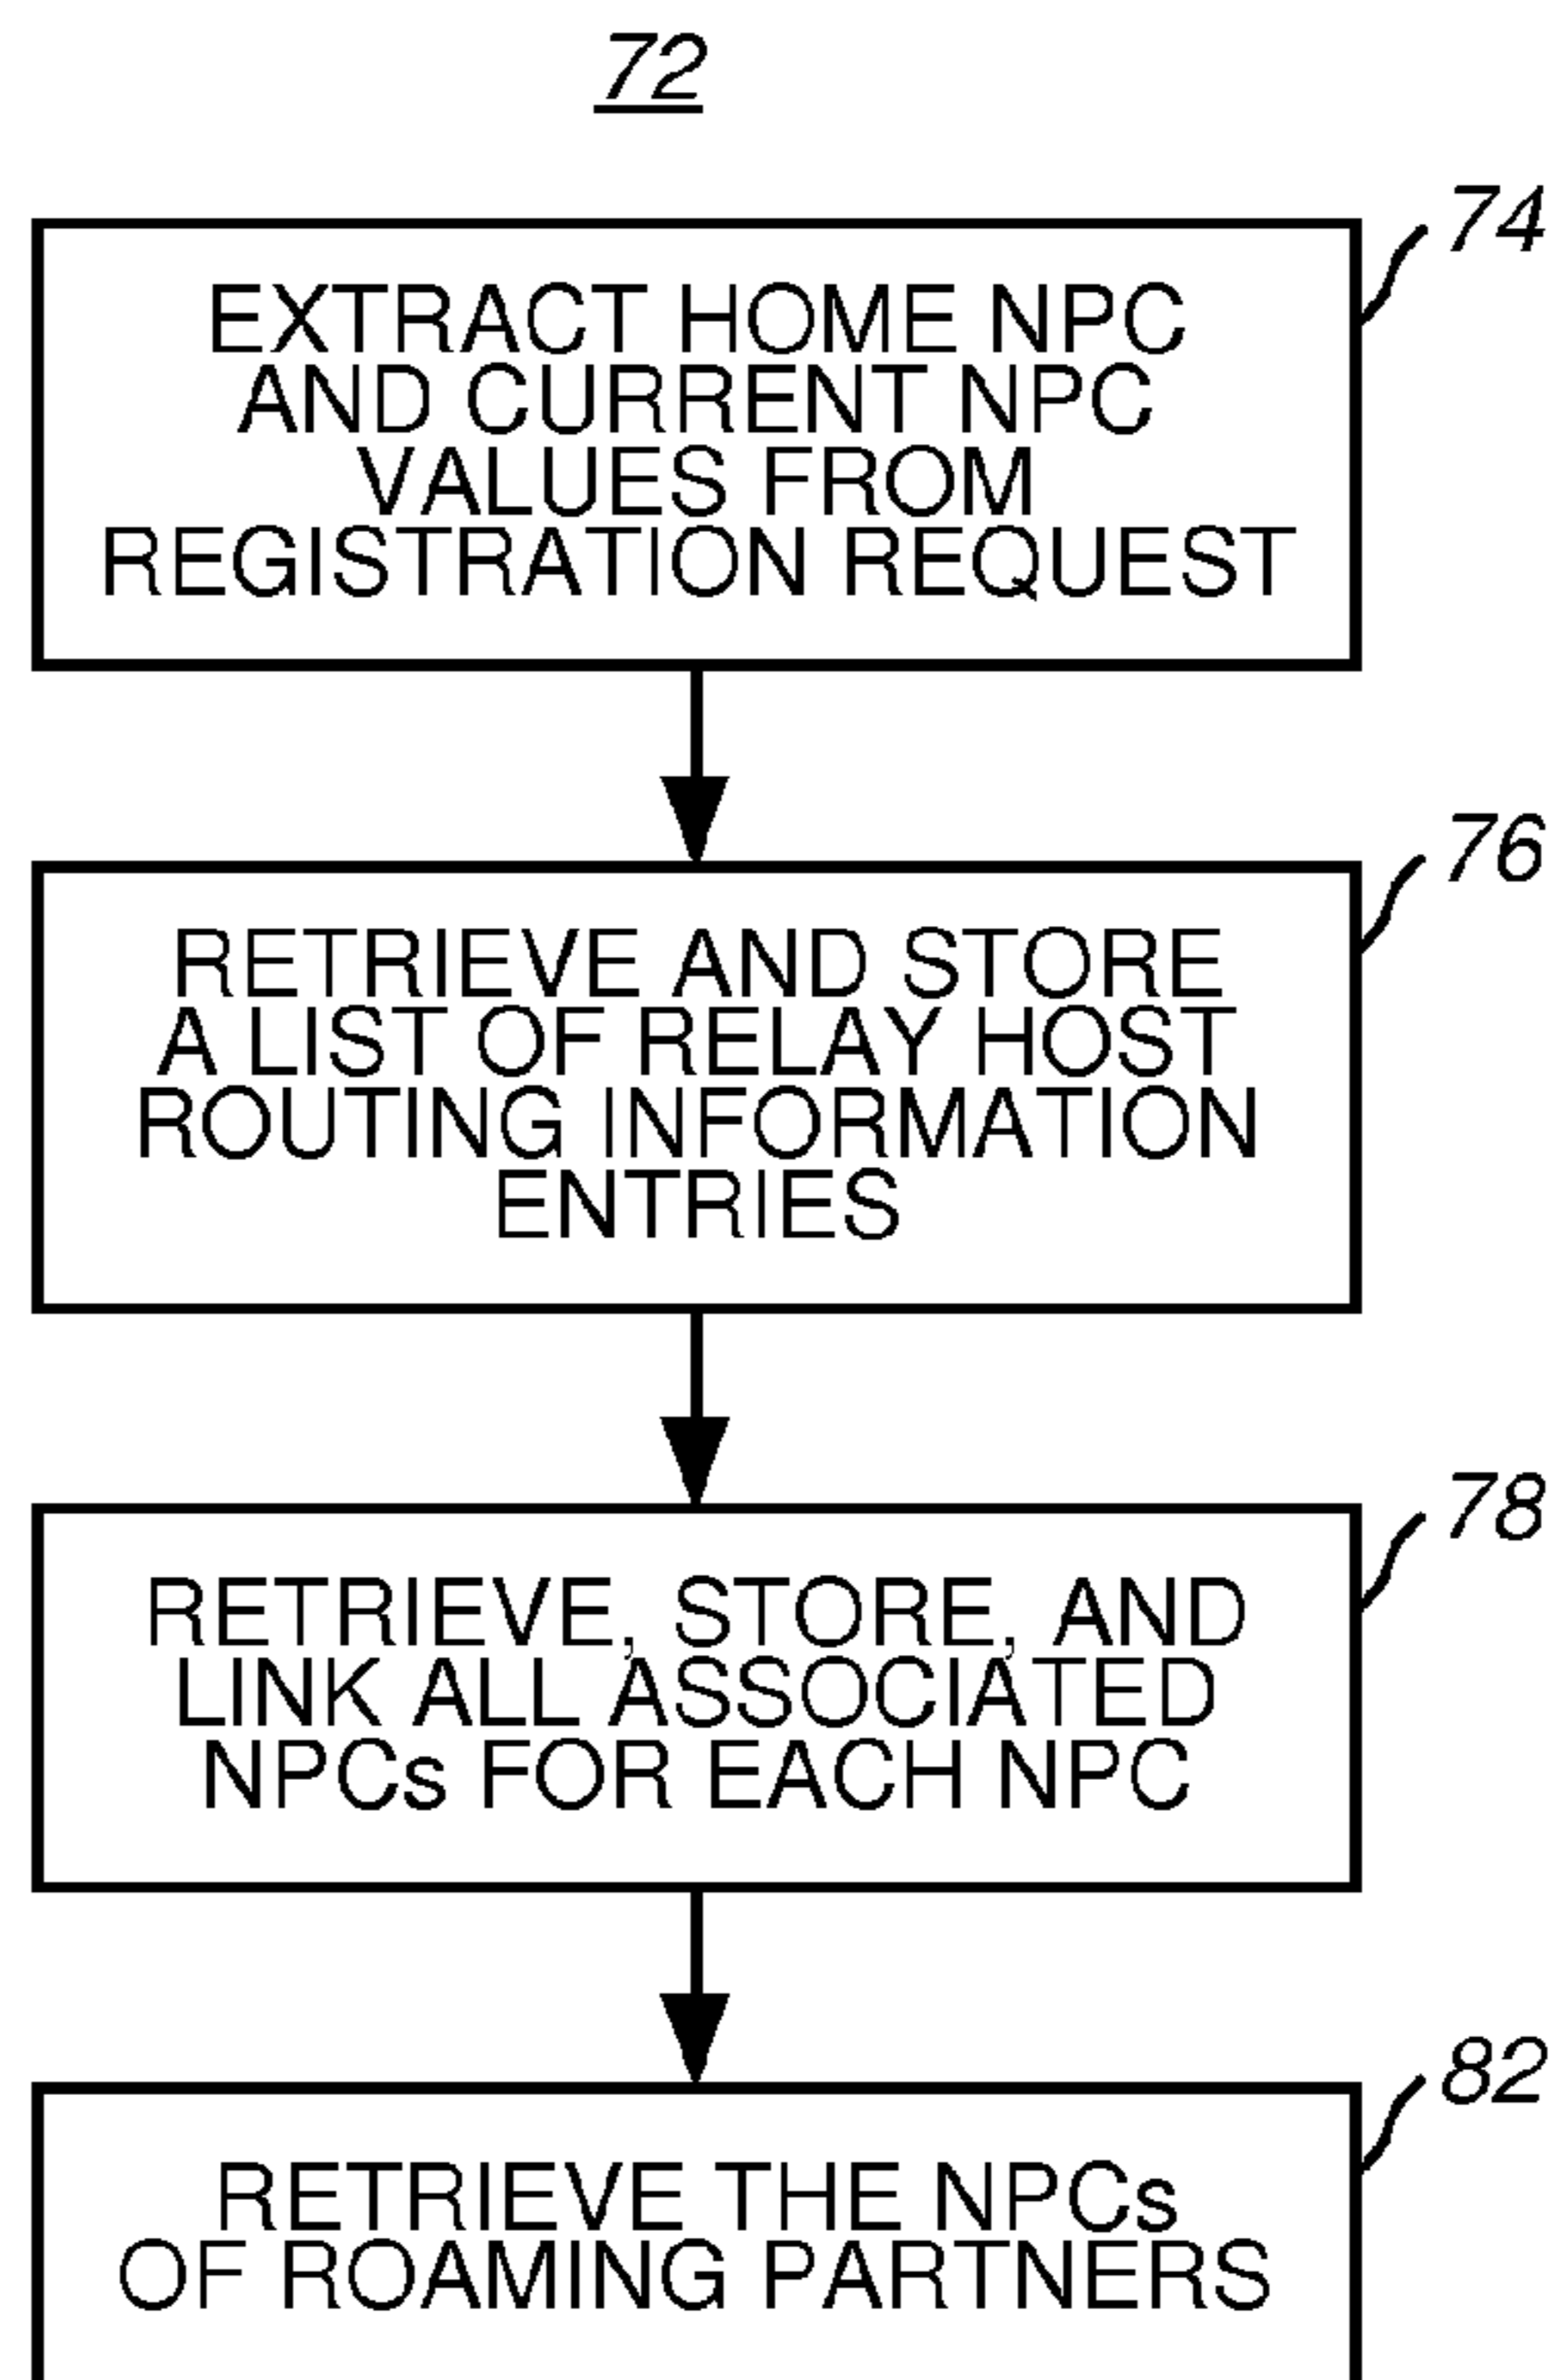 72
74
EXTRACT HOME NPC
AND CURRENT NPC
VALUES FROM
REGISTRATION REQUEST
76
RETRIEVE AND STORE
A LIST OF RELAY HOST
ROUTING INFORMATION
ENTRIES
78
RETRIEVE, STORE, AND
LINK ALL ASSOCIATED
NPCs FOR EACH NPC
82
RETRIEVE THE NPCs
OF ROAMING PARTNERS